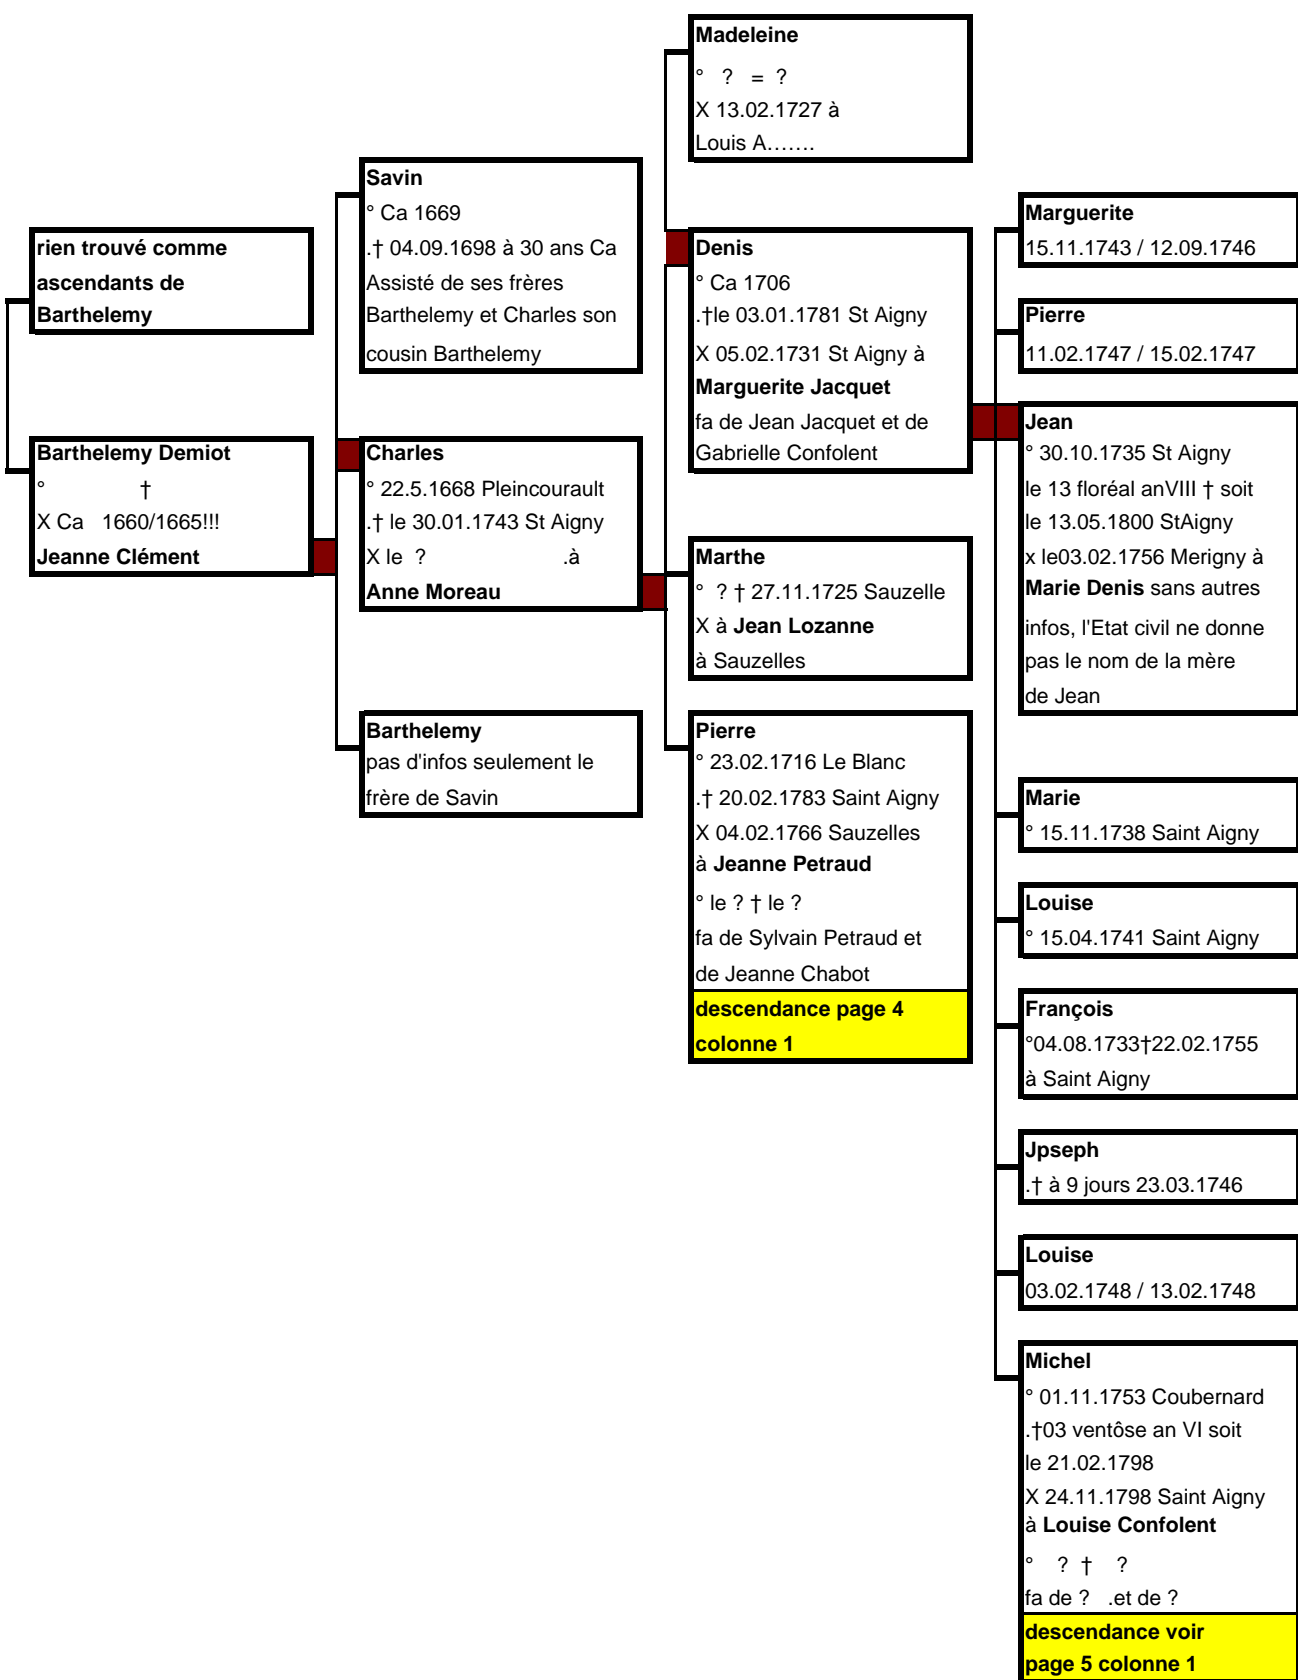 rien trouvé comme
ascendants de
Barthelemy
Barthelemy Demiot
° †
X Ca 1660/1665!!!
Jeanne Clément
Savin
° Ca 1669
.† 04.09.1698 à 30 ans Ca
Assisté de ses frères
Barthelemy et Charles son
cousin Barthelemy
Charles
° 22.5.1668 Pleincourault
.† le 30.01.1743 St Aigny
X le ? .à
Anne Moreau
Barthelemy
pas d'infos seulement le
frère de Savin
Madeleine
° ? = ?
X 13.02.1727 à
Louis A…….
Denis
° Ca 1706
.†le 03.01.1781 St Aigny
X 05.02.1731 St Aigny à
Marguerite Jacquet
fa de Jean Jacquet et de
Gabrielle Confolent
Marthe
° ? † 27.11.1725 Sauzelle
X à Jean Lozanne
à Sauzelles
Pierre
° 23.02.1716 Le Blanc
.† 20.02.1783 Saint Aigny
X 04.02.1766 Sauzelles
à Jeanne Petraud
° le ? † le ?
fa de Sylvain Petraud et
de Jeanne Chabot
descendance page 4
colonne 1
Marguerite
15.11.1743 / 12.09.1746
Pierre
11.02.1747 / 15.02.1747
Jean
° 30.10.1735 St Aigny
le 13 floréal anVIII † soit
le 13.05.1800 StAigny
x le03.02.1756 Merigny à
Marie Denis sans autres
infos, l'Etat civil ne donne
pas le nom de la mère
de Jean
Marie
° 15.11.1738 Saint Aigny
Louise
° 15.04.1741 Saint Aigny
François
°04.08.1733†22.02.1755
à Saint Aigny
Jpseph
.† à 9 jours 23.03.1746
Louise
03.02.1748 / 13.02.1748
Michel
° 01.11.1753 Coubernard
.†03 ventôse an VI soit
le 21.02.1798
X 24.11.1798 Saint Aigny
à Louise Confolent
° ? † ?
fa de ? .et de ?
descendance voir
page 5 colonne 1